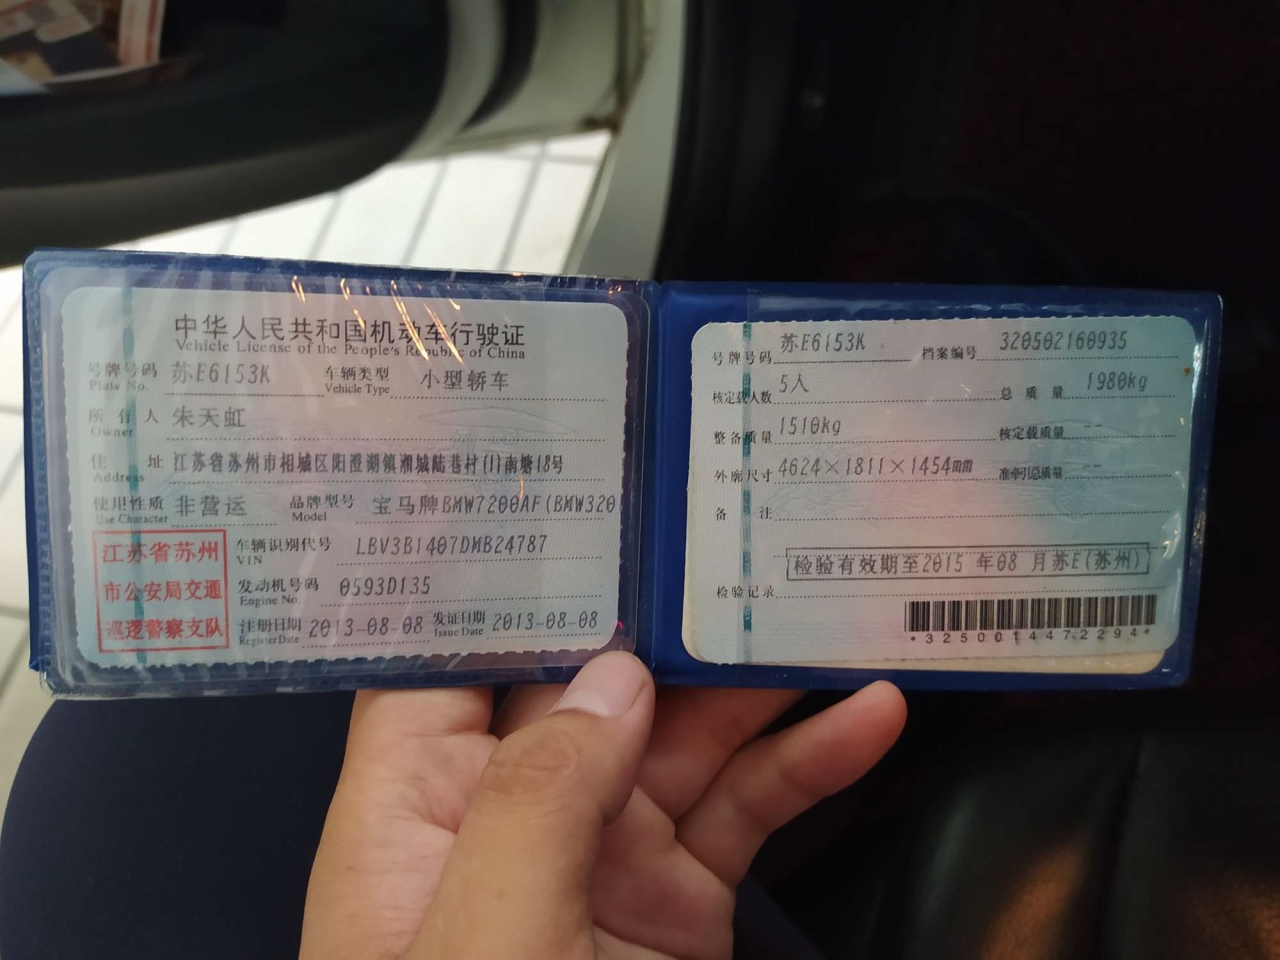 中华人民共和国机动车行驶证
Vehicle License of the People's Republic of China
号牌号码 苏E6153K 车辆类型 小型轿车
Plate No. Vehicle Type
所有人 朱天虹
Owner
住址 江苏省苏州市相城区阳澄湖镇湘城陆巷村(1)南塘18号
Address
使用性质 非营运 品牌型号 宝马牌BMW7200AF(BMW320
Use Character Model
江苏省苏州
市公安局交通
巡逻警察支队
车辆识别代号 LBV3B1407DMB24787
VIN
发动机号码 0593D135
Engine No.
注册日期 2013-08-08 发证日期 2013-08-08
Register Date Issue Date
号牌号码 苏E6153K 档案编号 320502160935
核定载人数 5人 总质量 1980kg
整备质量 1510kg 核定载质量 --
外廓尺寸 4624×1811×1454mm 准牵引总质量 --
备注
检验有效期至2015 年08 月苏E(苏州)
检验记录
*3250014472294*